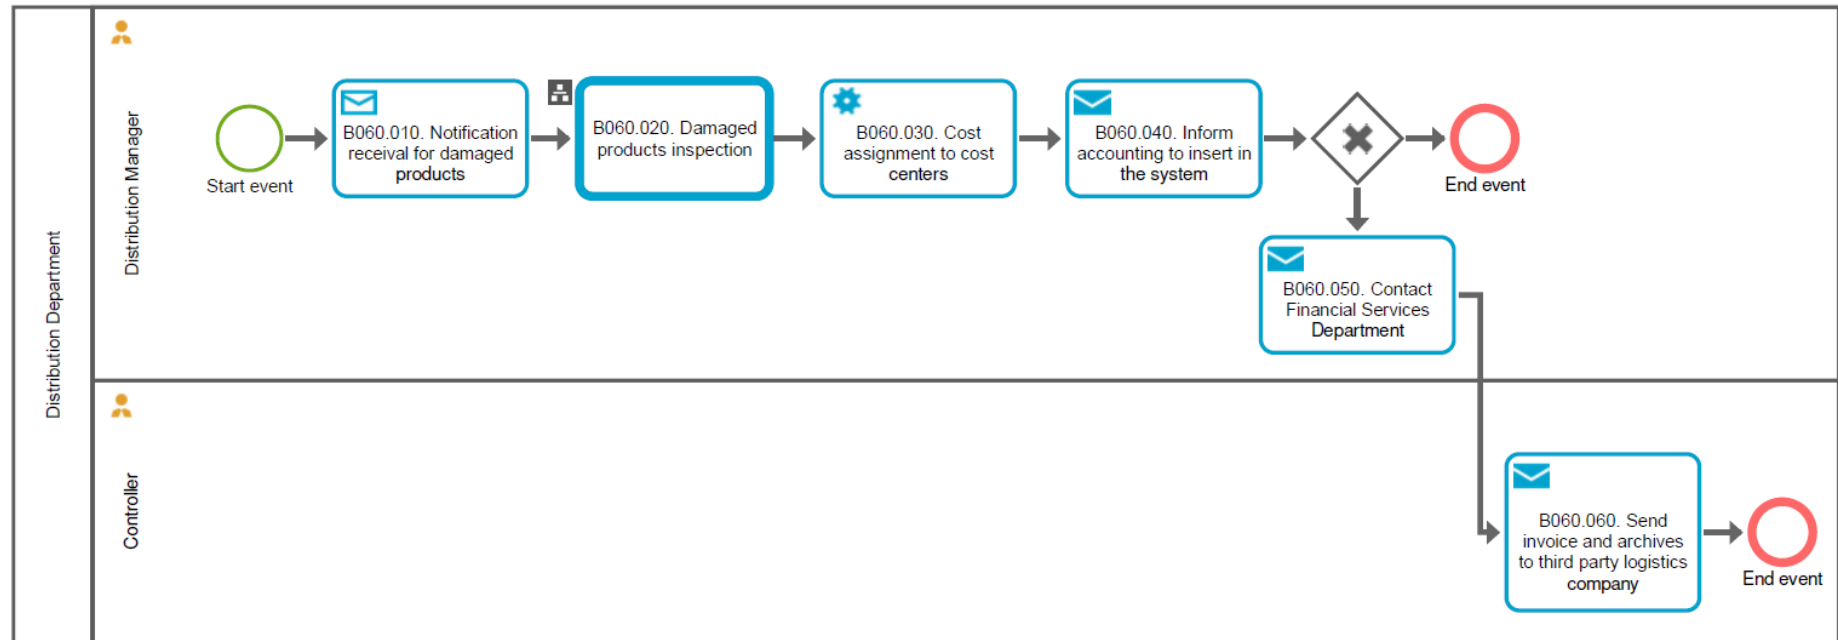 Distribution Department
Distribution Manager
Start event
B060.010. Notification
receival for damaged
products
B060.020. Damaged
products inspection
B060.030. Cost
assignment to cost
centers
B060.040. Inform
accounting to insert in
the system
End event
B060.050. Contact
Financial Services
Department
Controller
B060.060. Send
invoice and archives
to third party logistics
company
End event